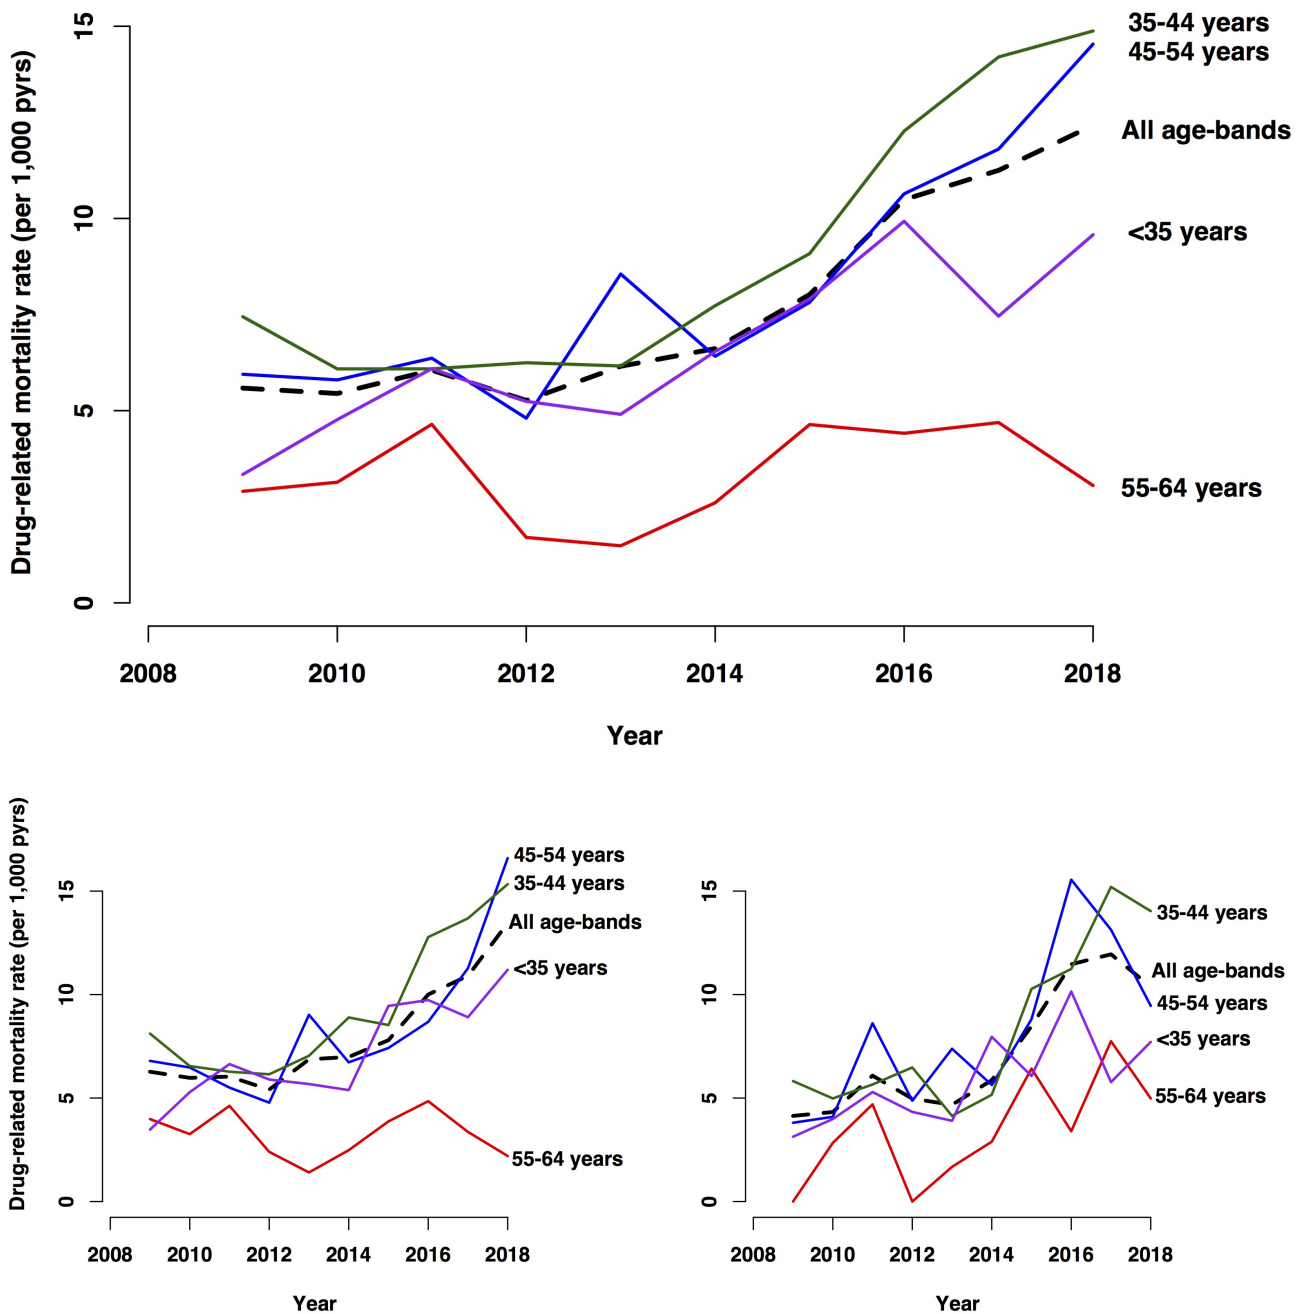 Drug-related mortality rate (per 1,000 pyrs)
15
10
5
0
35-44 years
45-54 years
All age-bands
<35 years
55-64 years
2008 2010 2012 2014 2016 2018
Year
Drug-related mortality rate (per 1,000 pyrs)
15
10
5
0
45-54 years
35-44 years
All age-bands
<35 years
55-64 years
2008 2010 2012 2014 2016 2018
Year
15
10
5
0
35-44 years
All age-bands
45-54 years
<35 years
55-64 years
2008 2010 2012 2014 2016 2018
Year